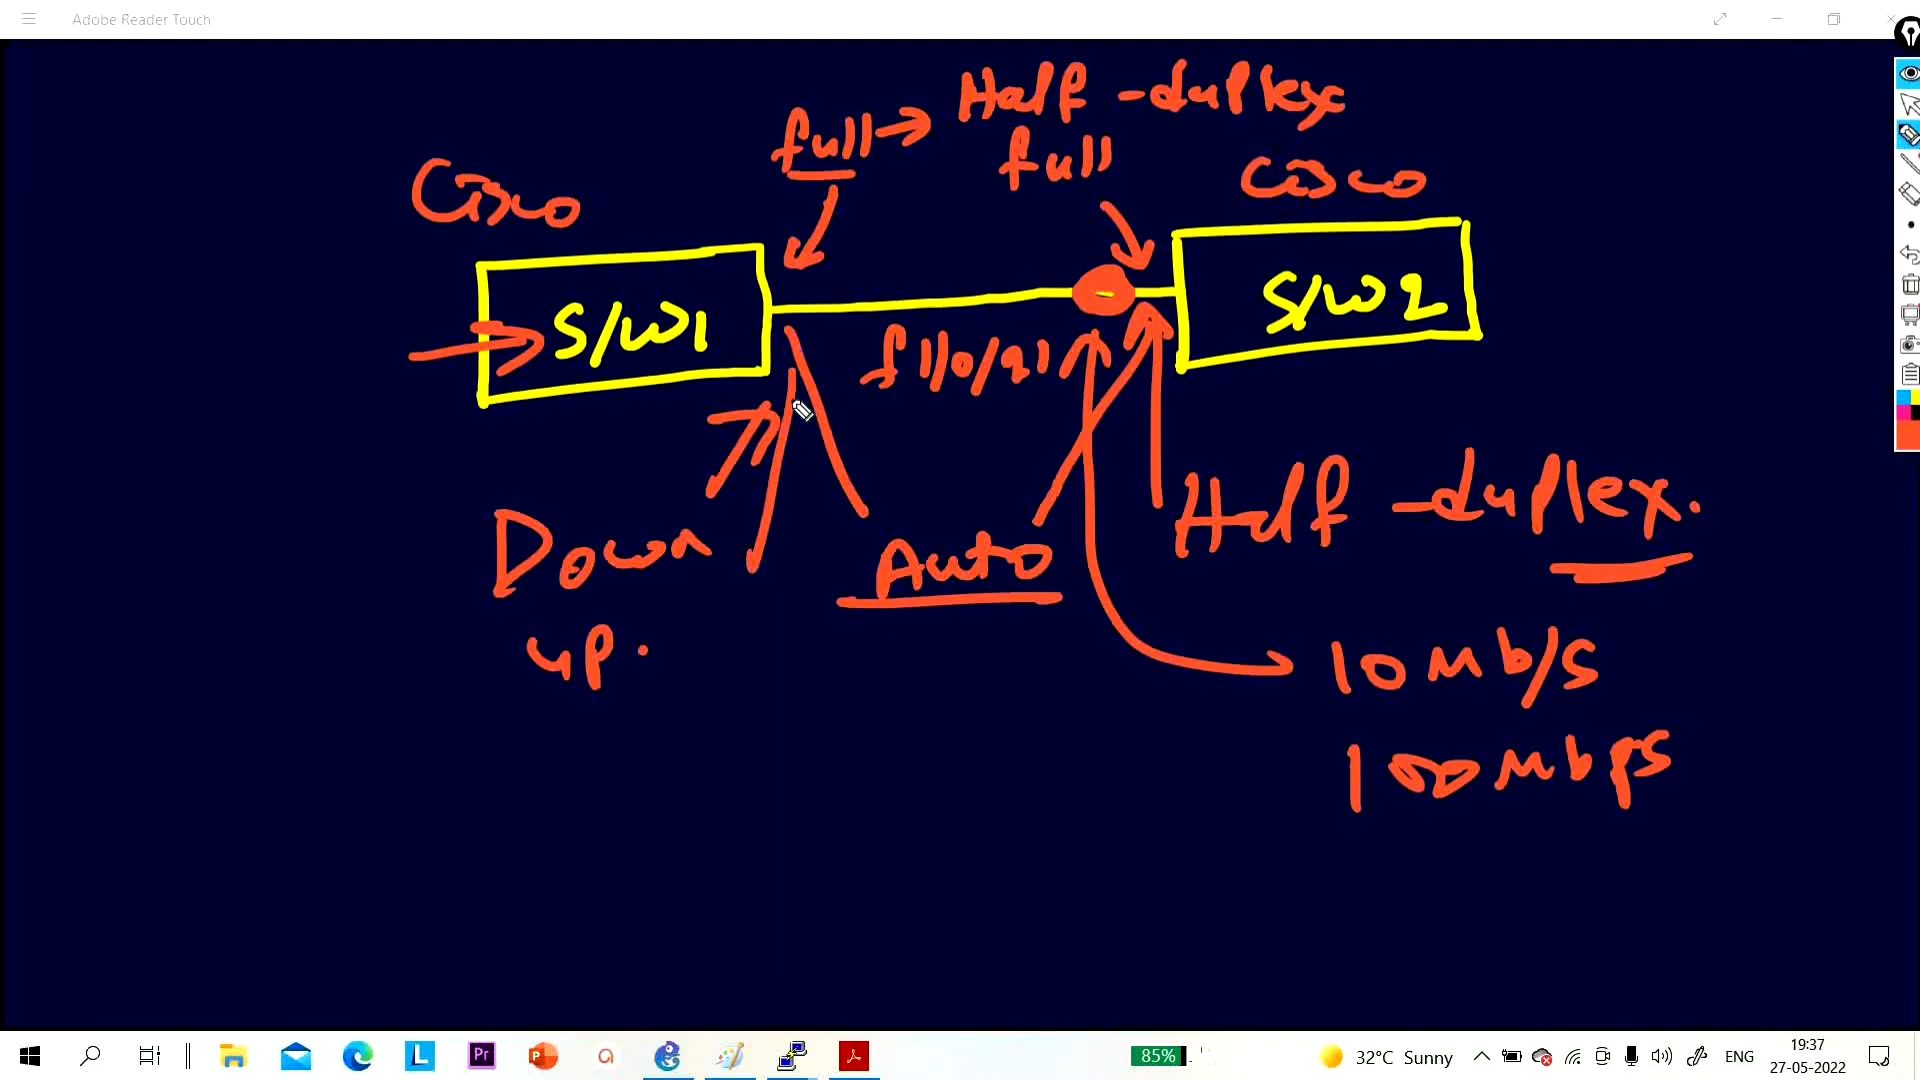 Adobe Reader Touch
Half -duplex
full →
full
Cisco
Cisco
S/W1
S/W2
f1/0/21
Half -duplex.
Down
Auto
up.
10 Mb/s
100 Mbps
85%
32°C Sunny
ENG
19:37
27-05-2022